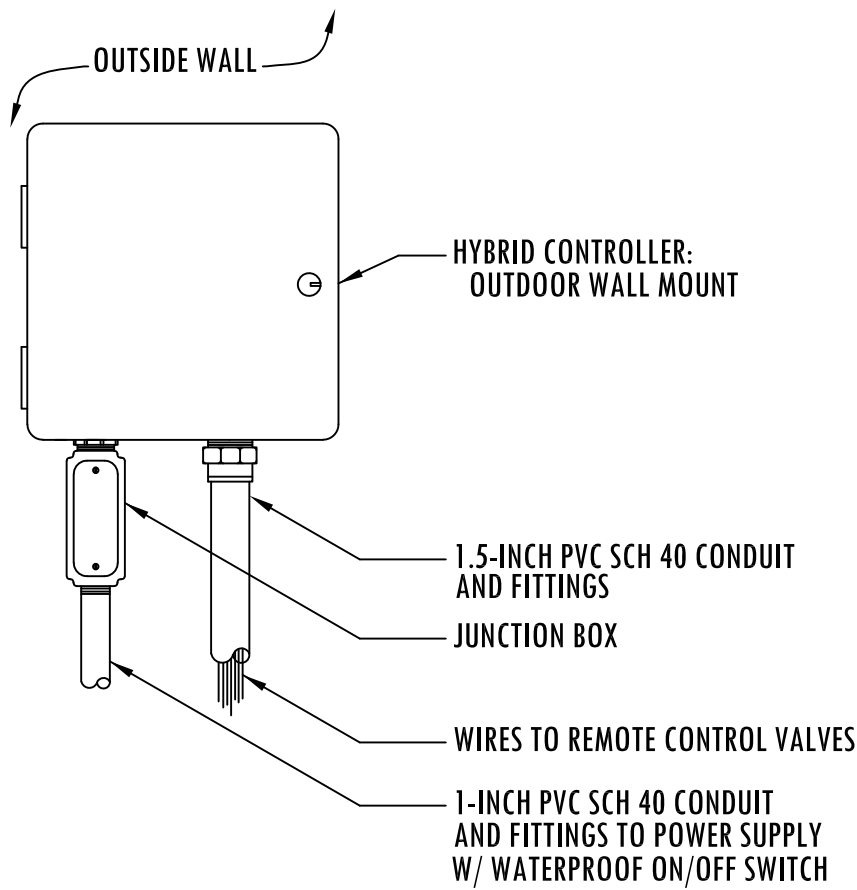 OUTSIDE WALL
HYBRID CONTROLLER:
OUTDOOR WALL MOUNT
1.5-INCH PVC SCH 40 CONDUIT
AND FITTINGS
JUNCTION BOX
WIRES TO REMOTE CONTROL VALVES
1-INCH PVC SCH 40 CONDUIT
AND FITTINGS TO POWER SUPPLY
W/ WATERPROOF ON/OFF SWITCH